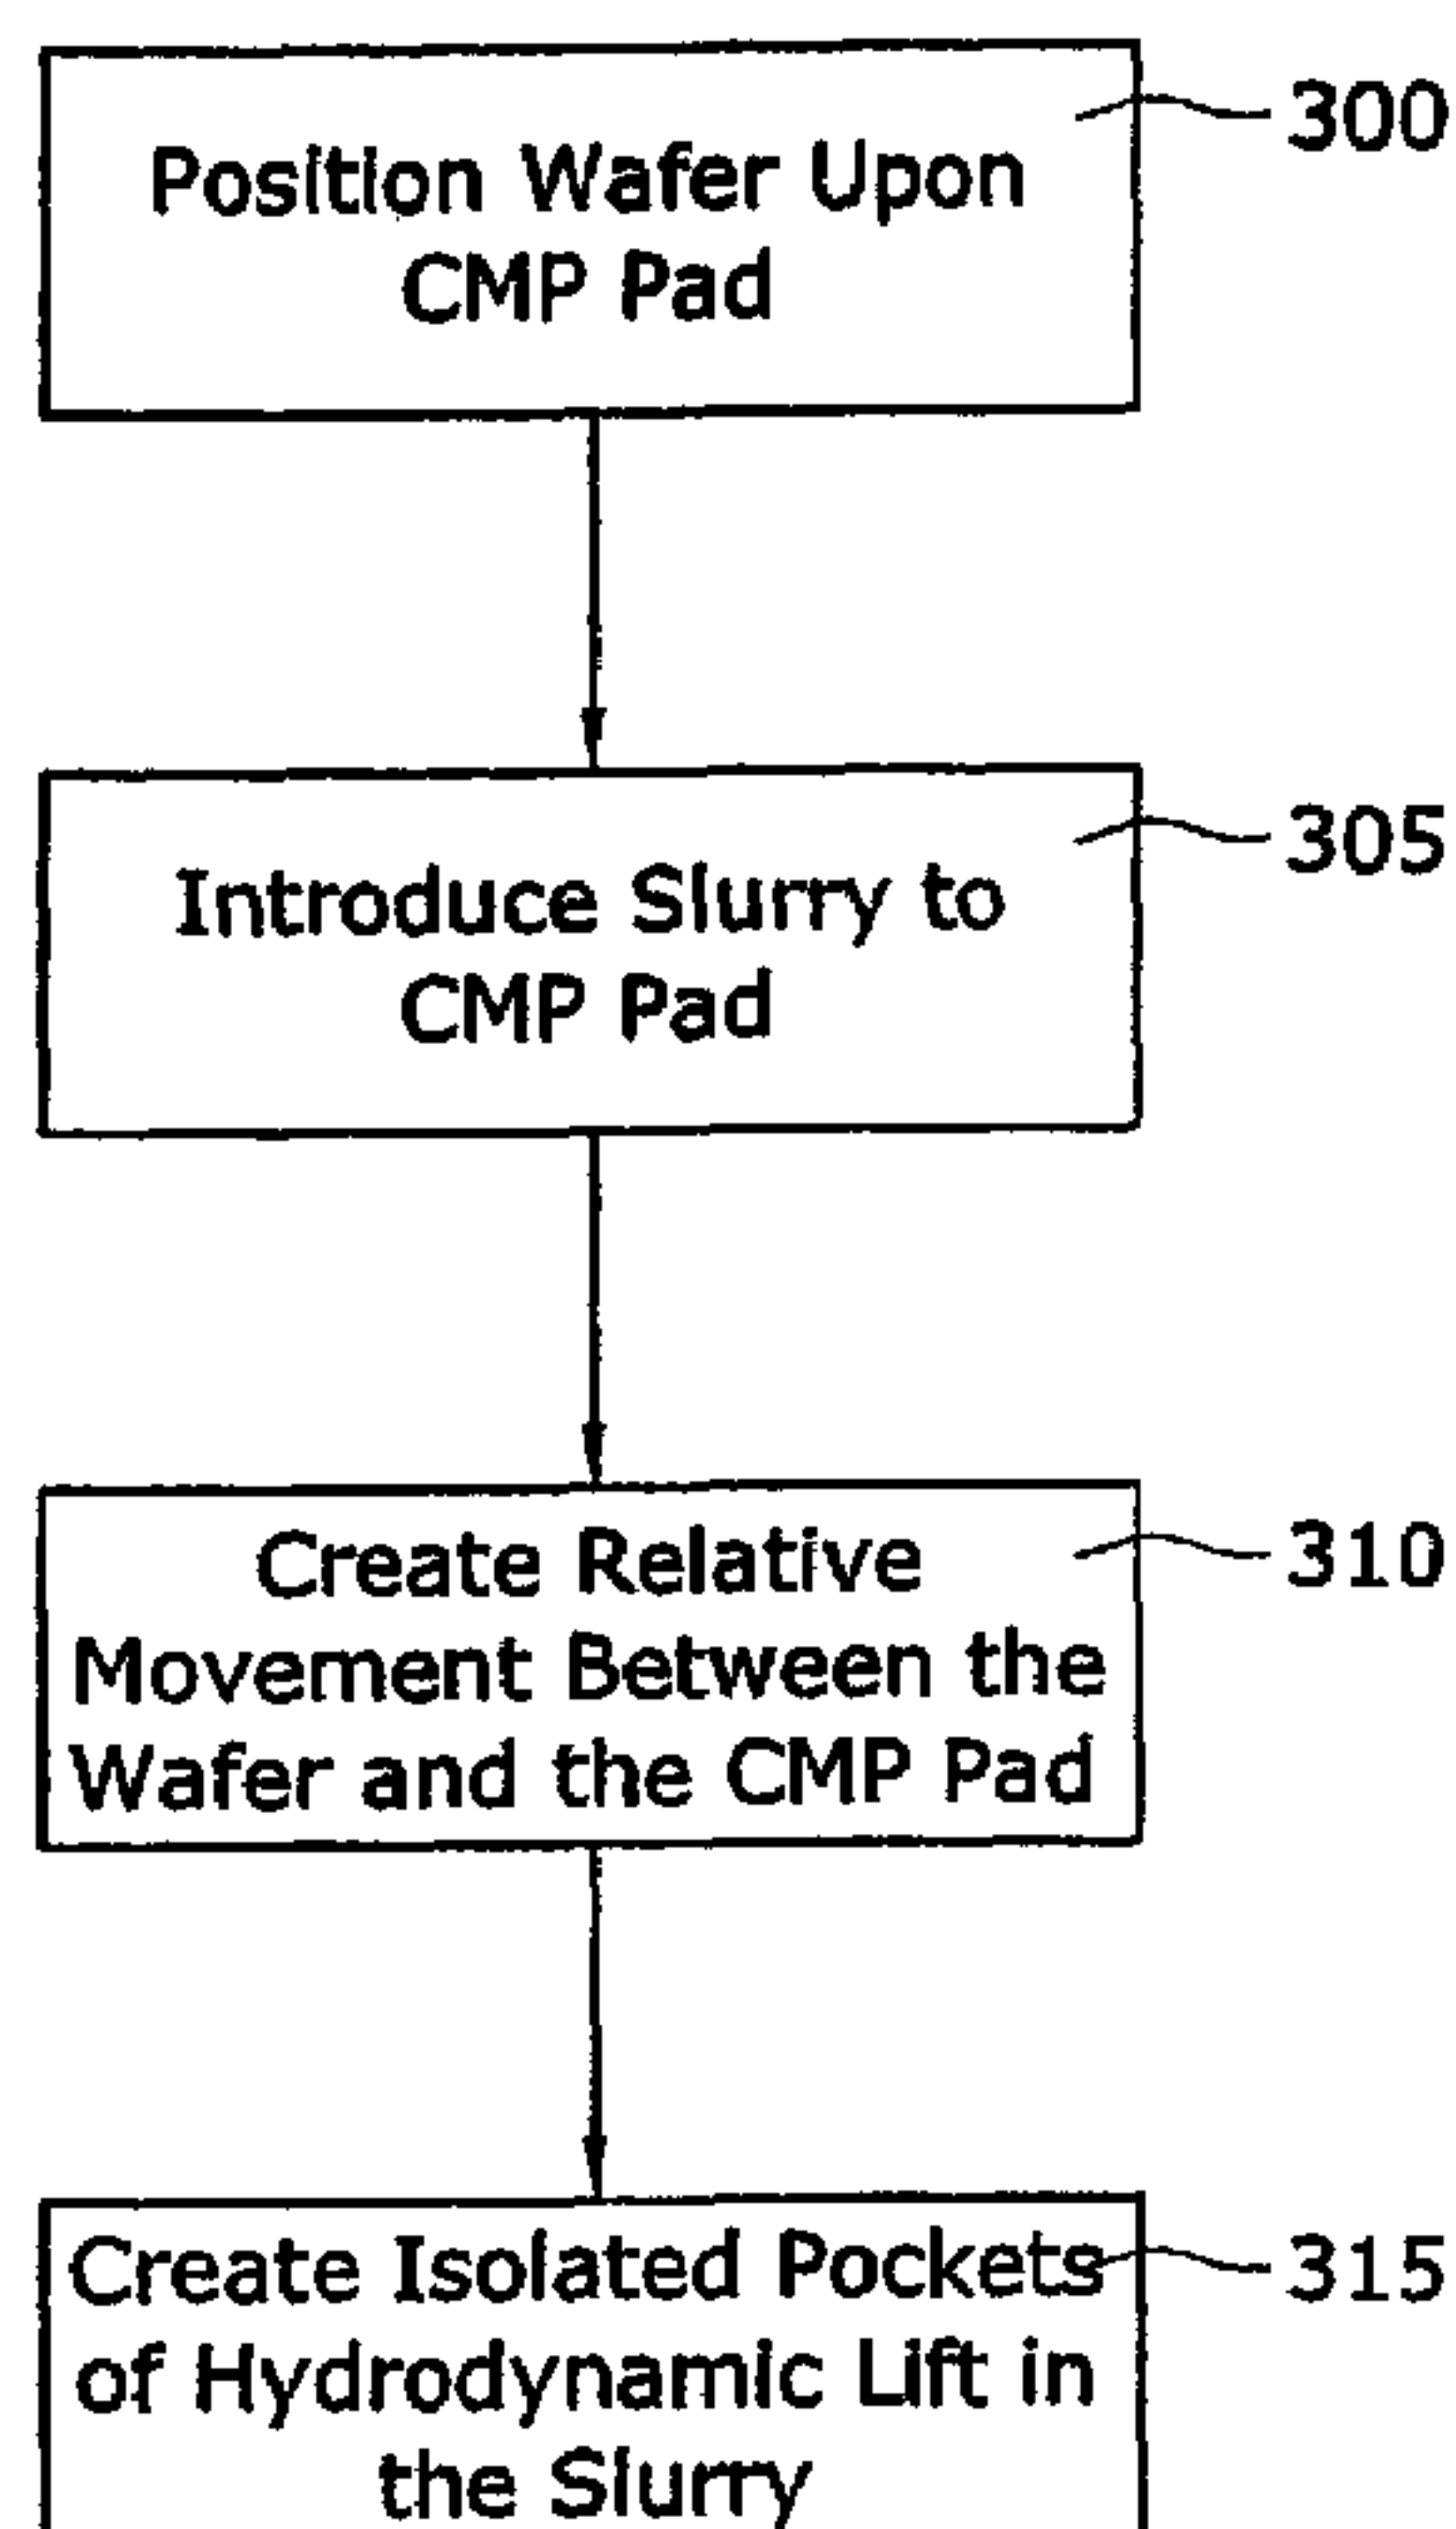 Position Wafer Upon
CMP Pad
300
Introduce Slurry to
CMP Pad
305
Create Relative
Movement Between the
Wafer and the CMP Pad
310
Create Isolated Pockets
of Hydrodynamic Lift in
the Slurry
315